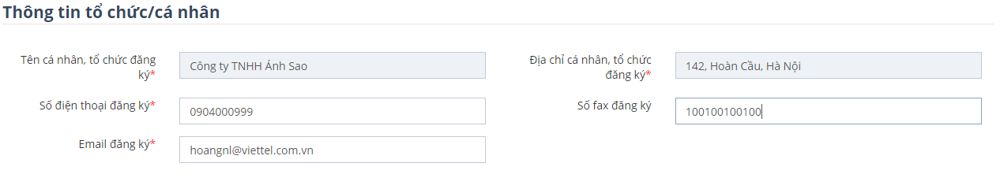 Thông tin tổ chức/cá nhân
Tên cá nhân, tổ chức đăng
ký*
Công ty TNHH Ánh Sao
Địa chỉ cá nhân, tổ chức
đăng ký*
142, Hoàn Cầu, Hà Nội
Số điện thoại đăng ký*
0904000999
Số fax đăng ký
100100100100
Email đăng ký*
hoangnl@viettel.com.vn